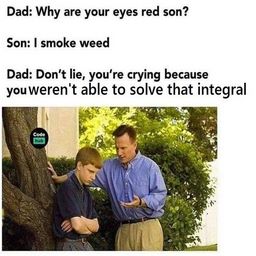 Dad: Why are your eyes red son?
Son: I smoke weed
Dad: Don't lie, you're crying because
you weren't able to solve that integral
Code
hub